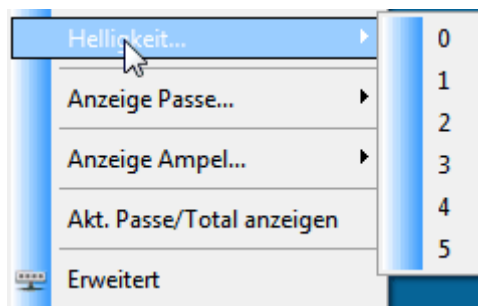 Helligkeit...
Anzeige Passe...
Anzeige Ampel...
Akt. Passe/Total anzeigen
Erweitert
0
1
2
3
4
5